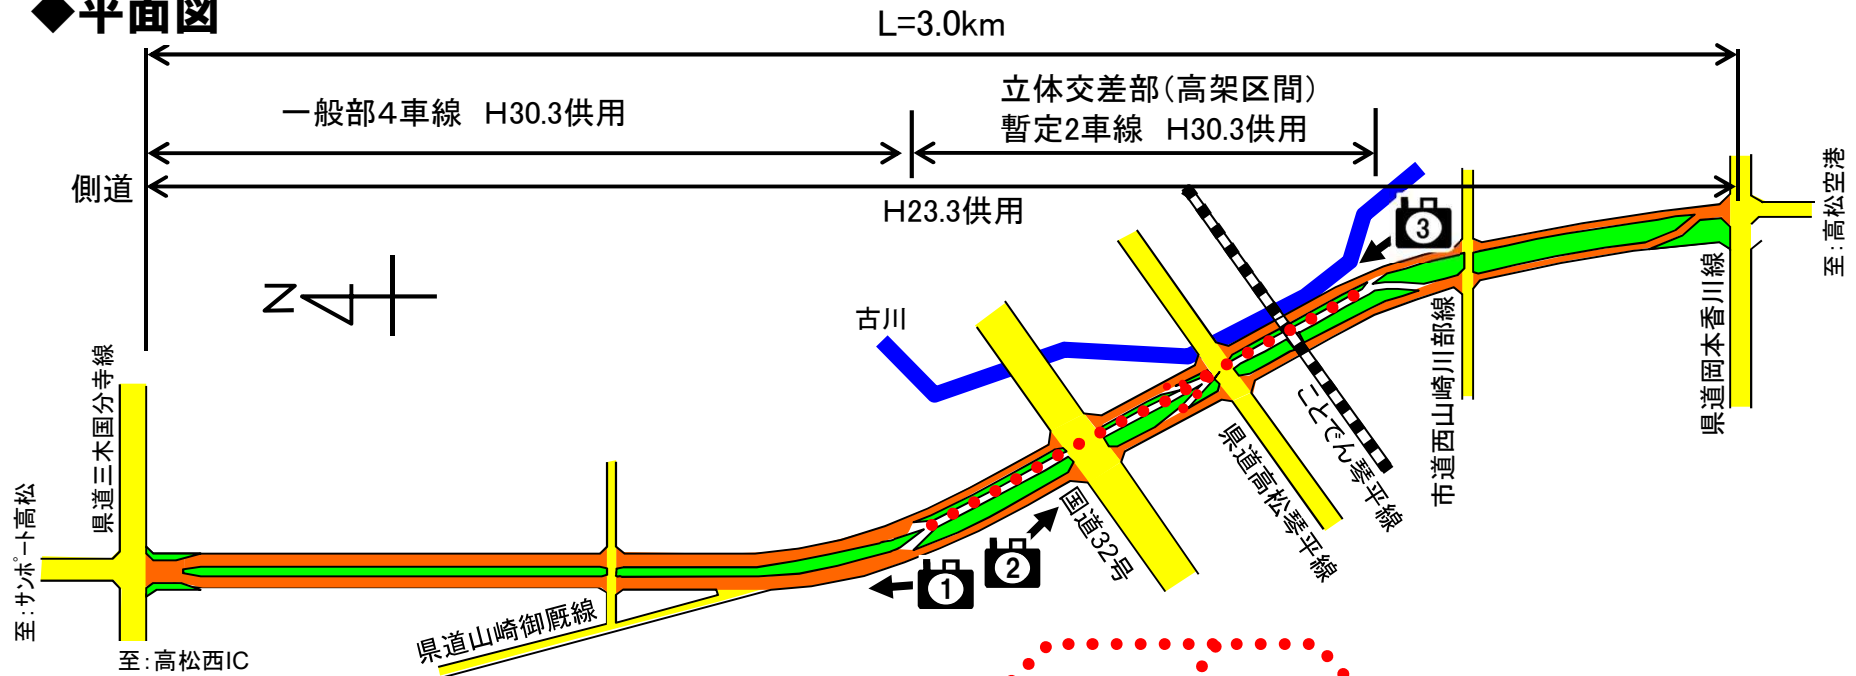 ◆平面図
L=3.0km
一般部4車線 H30.3供用
立体交差部(高架区間)
暫定2車線 H30.3供用
側道
H23.3供用
至:高松空港
N
古川
県道三木国分寺線
至:サンポート高松
至:高松西IC
県道山崎御厩線
国道32号
県道高松琴平線
ことでん琴平線
市道西山崎川部線
県道岡本香川線
1
2
3